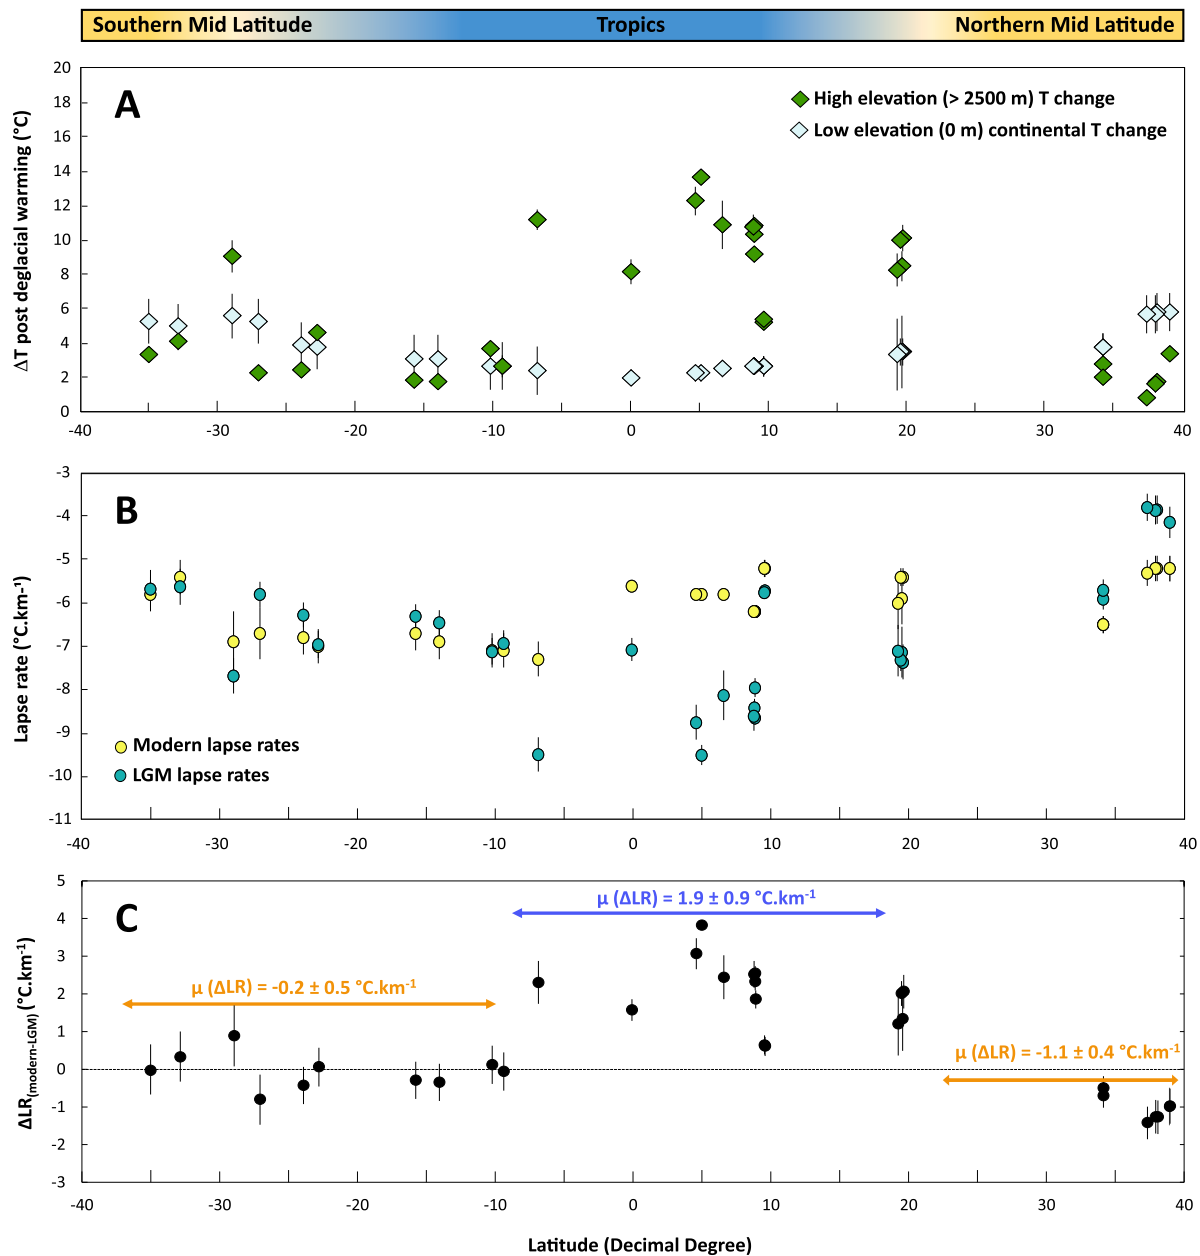 Southern Mid Latitude Tropics Northern Mid Latitude
A
High elevation (> 2500 m) T change
Low elevation (0 m) continental T change
ΔT post deglacial warming (°C)
20
18
16
14
12
10
8
6
4
2
0
-40 -30 -20 -10 0 10 20 30 40
B
Lapse rate (°C.km-¹)
-3
-4
-5
-6
-7
-8
-9
-10
-11
Modern lapse rates
LGM lapse rates
-40 -30 -20 -10 0 10 20 30 40
C
ΔLR(modern-LGM) (°C.km-1)
5
4
3
2
1
0
-1
-2
-3
μ (ΔLR) = 1.9 ± 0.9 °C.km-1
μ (ΔLR) = -0.2 ± 0.5 °C.km-1
μ (ΔLR) = -1.1 ± 0.4 °C.km-1
-40 -30 -20 -10 0 10 20 30 40
Latitude (Decimal Degree)